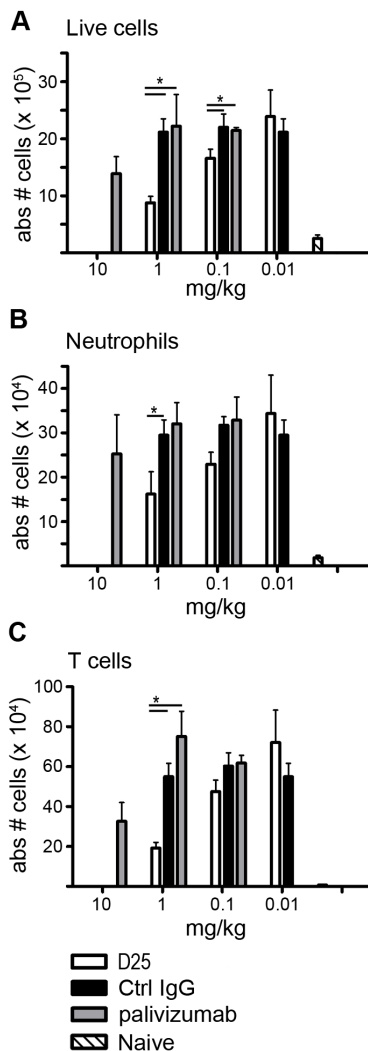 A
Live cells
abs # cells (x 10⁵)
30
20
10
*
*
10 1 0.1 0.01
mg/kg
B
Neutrophils
abs # cells (x 10⁴)
40
30
20
10
*
10 1 0.1 0.01
mg/kg
C
T cells
abs # cells (x 10⁴)
100
80
60
40
20
*
10 1 0.1 0.01
mg/kg
D25
Ctrl IgG
palivizumab
Naive